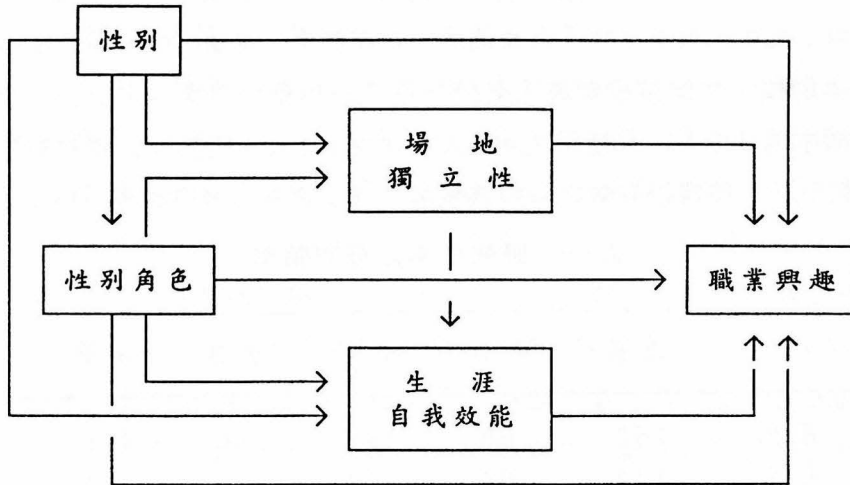 性別
場地
獨立性
性別角色
職業興趣
生涯
自我效能